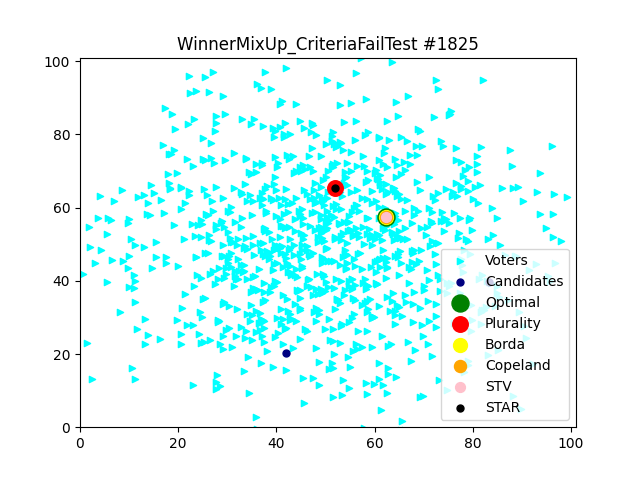 WinnerMixUp_CriteriaFailTest #1825
100
80
60
40
20
0
0
20
40
60
80
100
Voters
Candidates
Optimal
Plurality
Borda
Copeland
STV
STAR